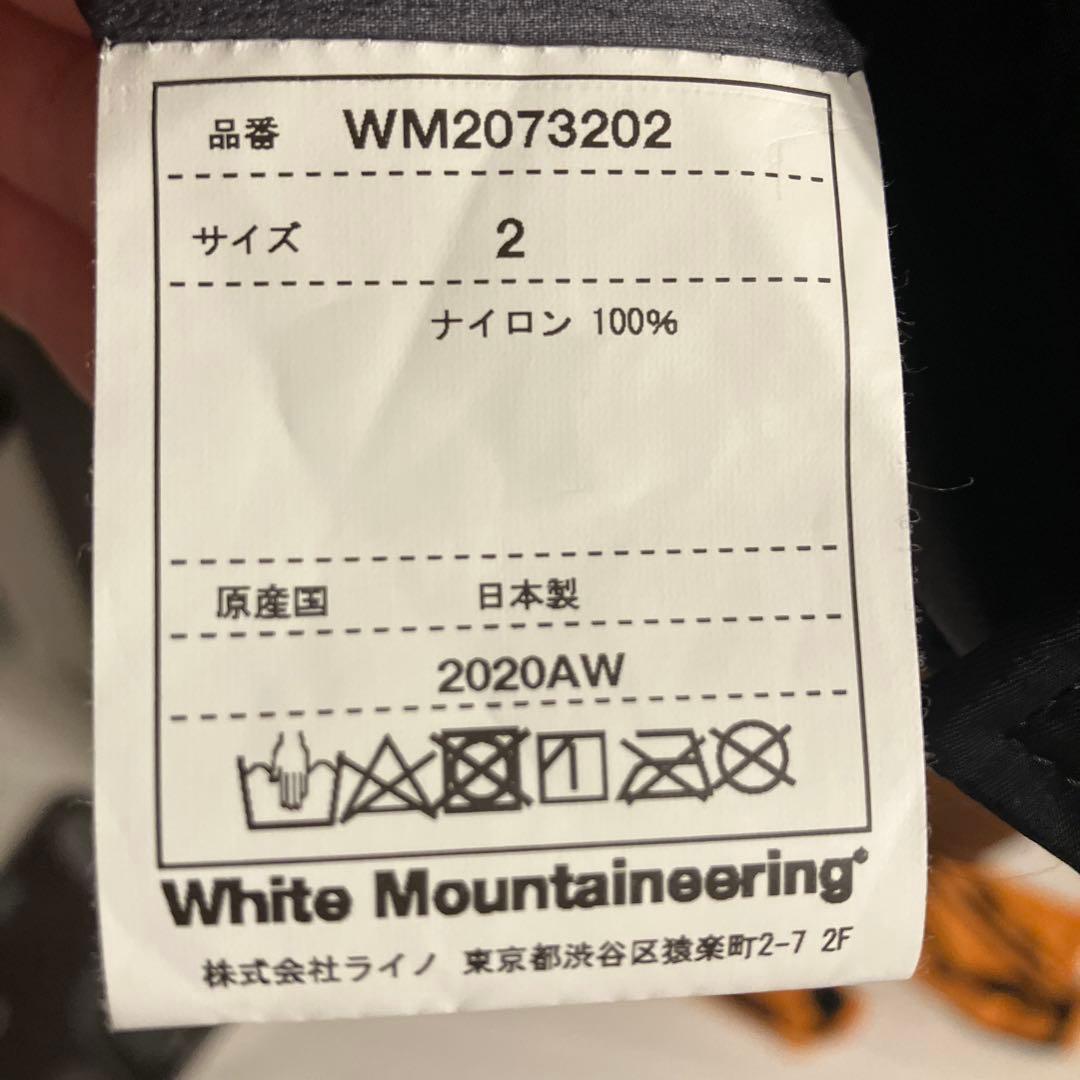 品番 WM2073202
サイズ 2
ナイロン 100%
原産国 日本製
2020AW
White Mountaineering®
株式会社ライノ 東京都渋谷区猿楽町2-7 2F